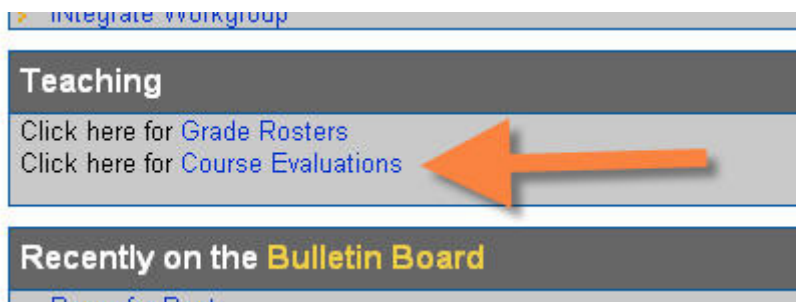 iNtegrate Workgroup
Teaching
Click here for Grade Rosters
Click here for Course Evaluations
Recently on the Bulletin Board